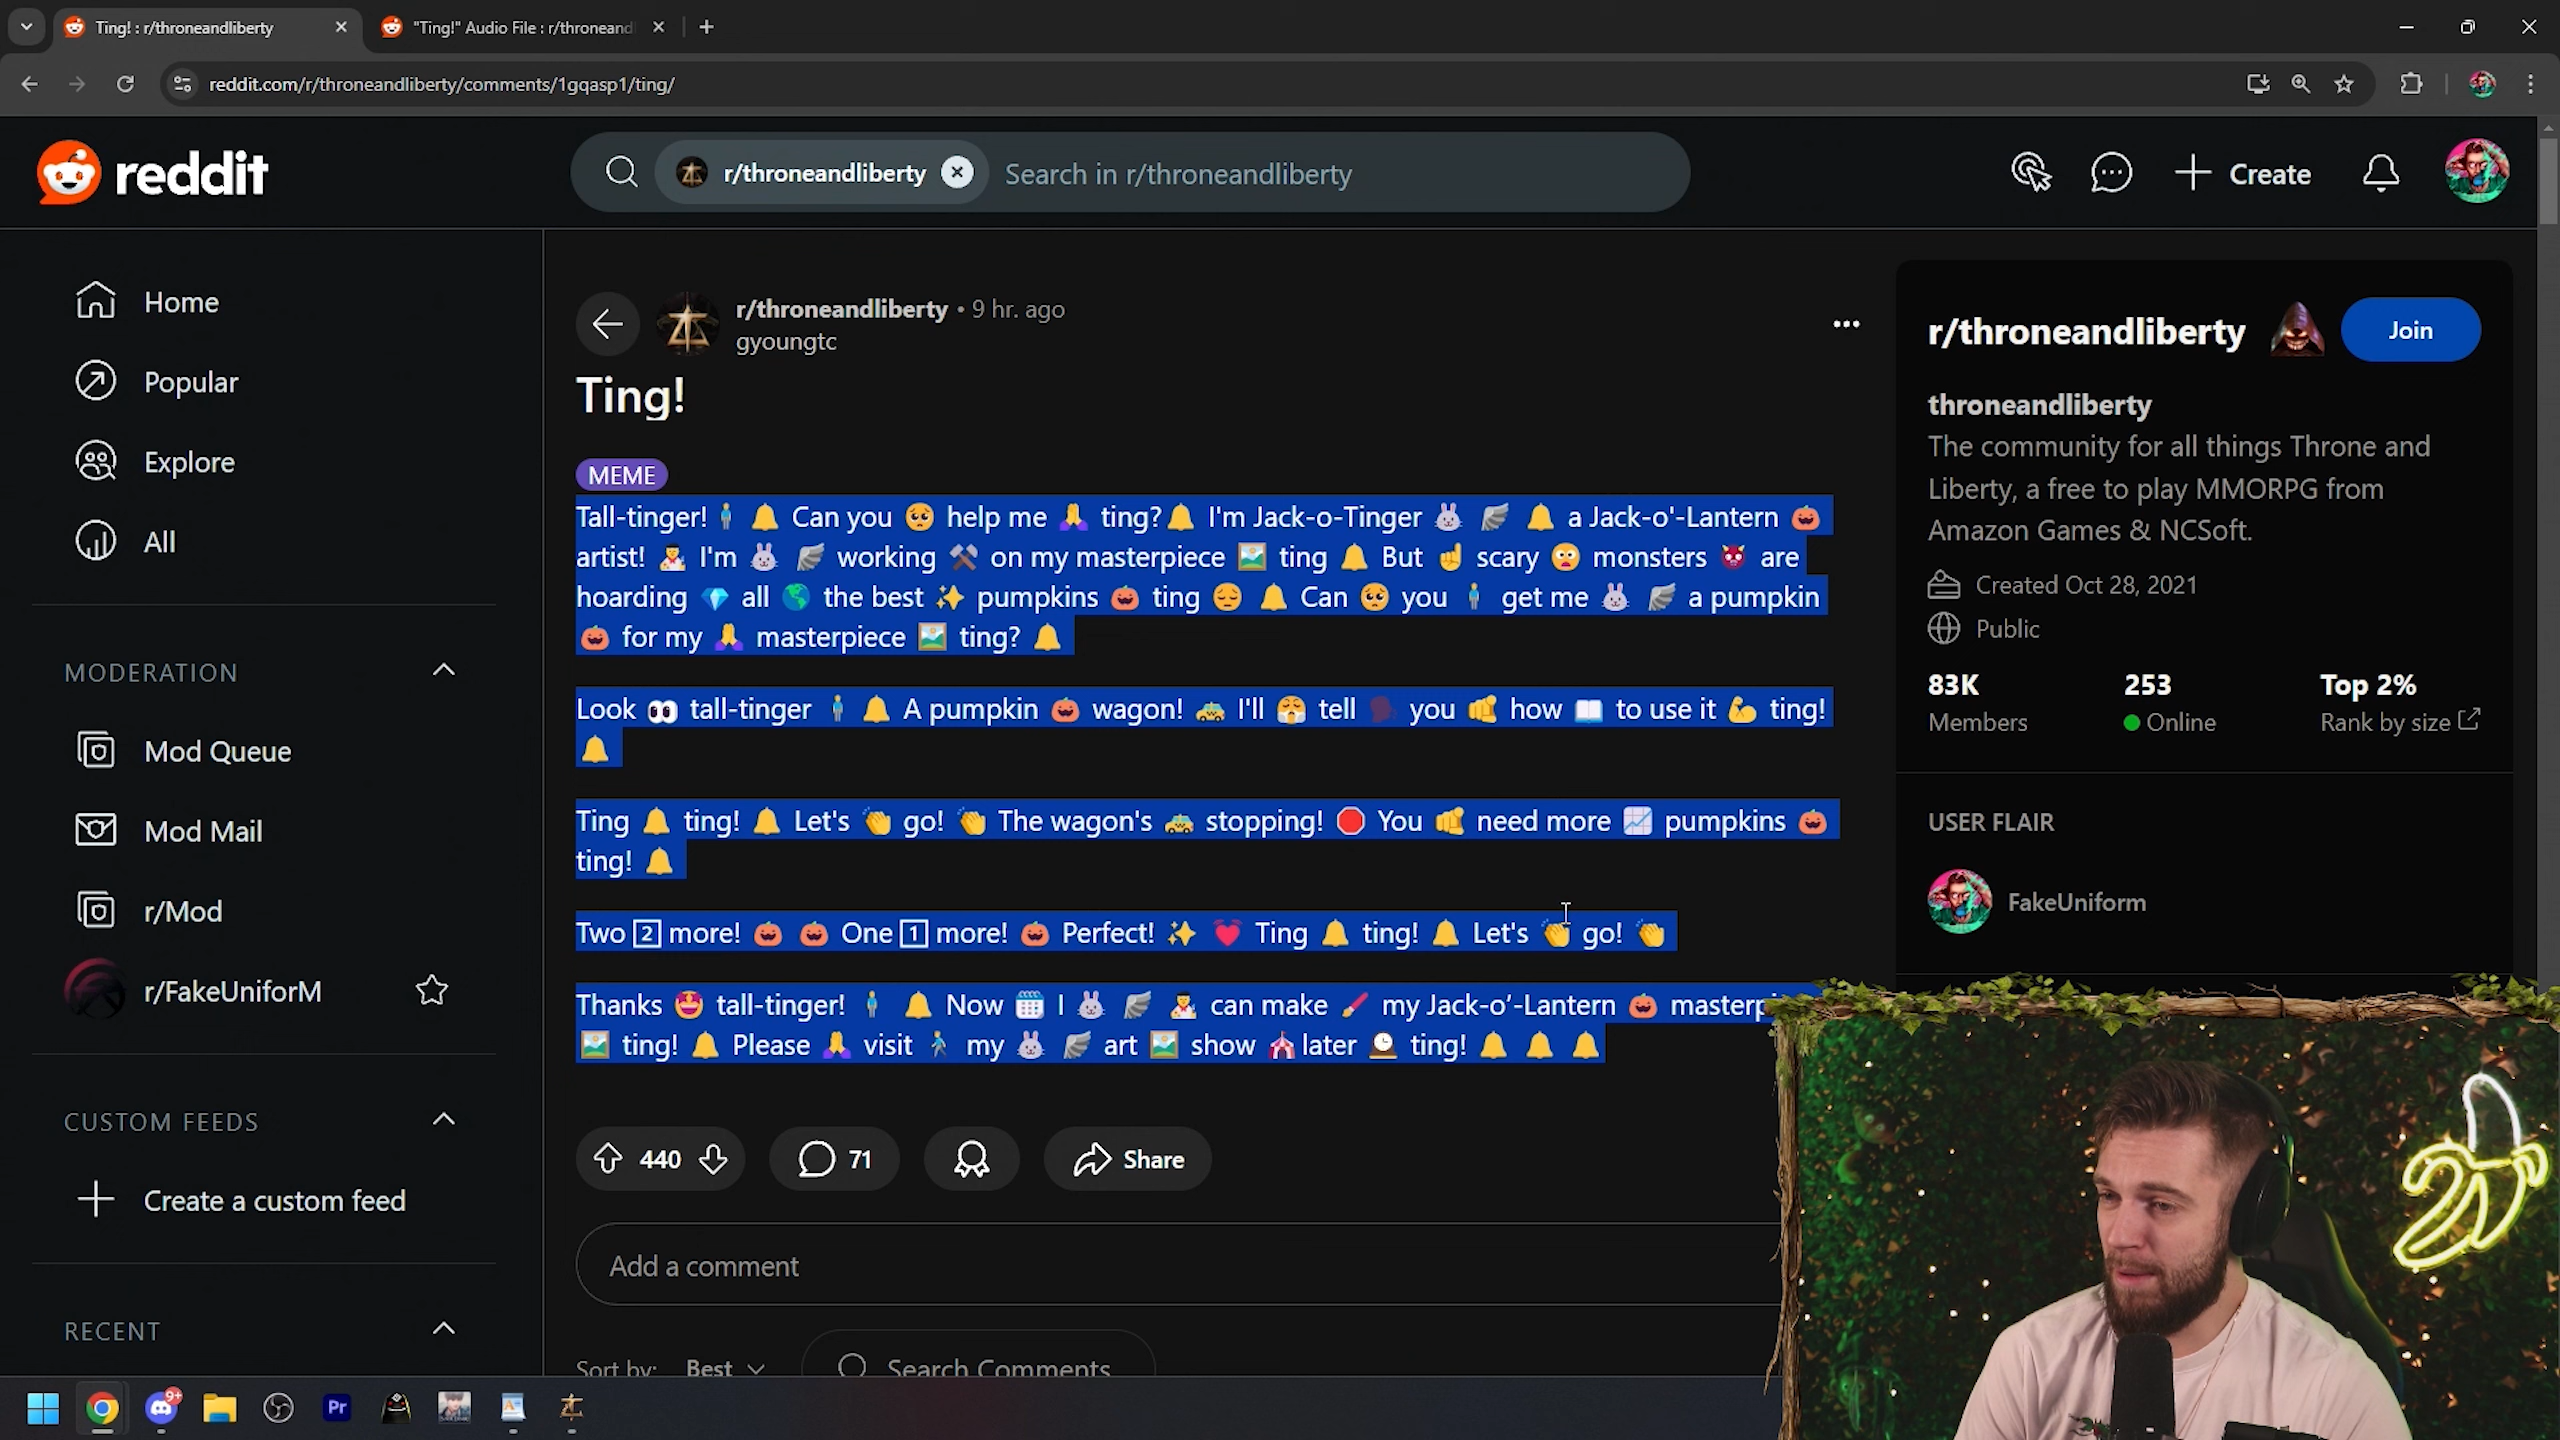 Ting! : r/throneandliberty
"Ting!" Audio File : r/throneand
reddit.com/r/throneandliberty/comments/1gqasp1/ting/
reddit
r/throneandliberty
Search in r/throneandliberty
Create
Home
Popular
Explore
All
MODERATION
Mod Queue
Mod Mail
r/Mod
r/FakeUniforM
CUSTOM FEEDS
Create a custom feed
RECENT
r/throneandliberty • 9 hr. ago
gyoungtc
Ting!
MEME
Tall-tinger! 🧍 🔔 Can you 🥺 help me 🙏 ting? 🔔 I'm Jack-o-Tinger 🐰 🪽 🔔 a Jack-o'-Lantern 🎃
artist! 🧑‍🎨 I'm 🐰 🪽 working ⚒️ on my masterpiece 🖼️ ting 🔔 But ☝️ scary 😨 monsters 👿 are
hoarding 💎 all 🌎 the best ✨ pumpkins 🎃 ting 😔 🔔 Can 🥺 you 🧍 get me 🐰 🪽 a pumpkin
🎃 for my 🙏 masterpiece 🖼️ ting? 🔔
Look 👀 tall-tinger 🧍 🔔 A pumpkin 🎃 wagon! 🚕 I'll 😤 tell 🗣️ you 🫵 how 📖 to use it 💪 ting!
🔔
Ting 🔔 ting! 🔔 Let's 👏 go! 👏 The wagon's 🚕 stopping! 🛑 You 🫵 need more 📈 pumpkins 🎃
ting! 🔔
Two 2️⃣ more! 🎃 🎃 One 1️⃣ more! 🎃 Perfect! ✨ 💓 Ting 🔔 ting! 🔔 Let's 👏 go! 👏
Thanks 🤩 tall-tinger! 🧍 🔔 Now 🗓️ I 🐰 🪽 🧑‍🎨 can make 🖌️ my Jack-o’-Lantern 🎃
🖼️ ting! 🔔 Please 🙏 visit 🚶 my 🐰 🪽 art 🖼️ show 🎪 later 🕰️ ting! 🔔 🔔 🔔
440
71
Share
Add a comment
Sort by: Best
Search Comments
r/throneandliberty
Join
throneandliberty
The community for all things Throne and
Liberty, a free to play MMORPG from
Amazon Games & NCSoft.
Created Oct 28, 2021
Public
83K
Members
253
Online
Top 2%
Rank by size
USER FLAIR
FakeUniform
9+
Pr